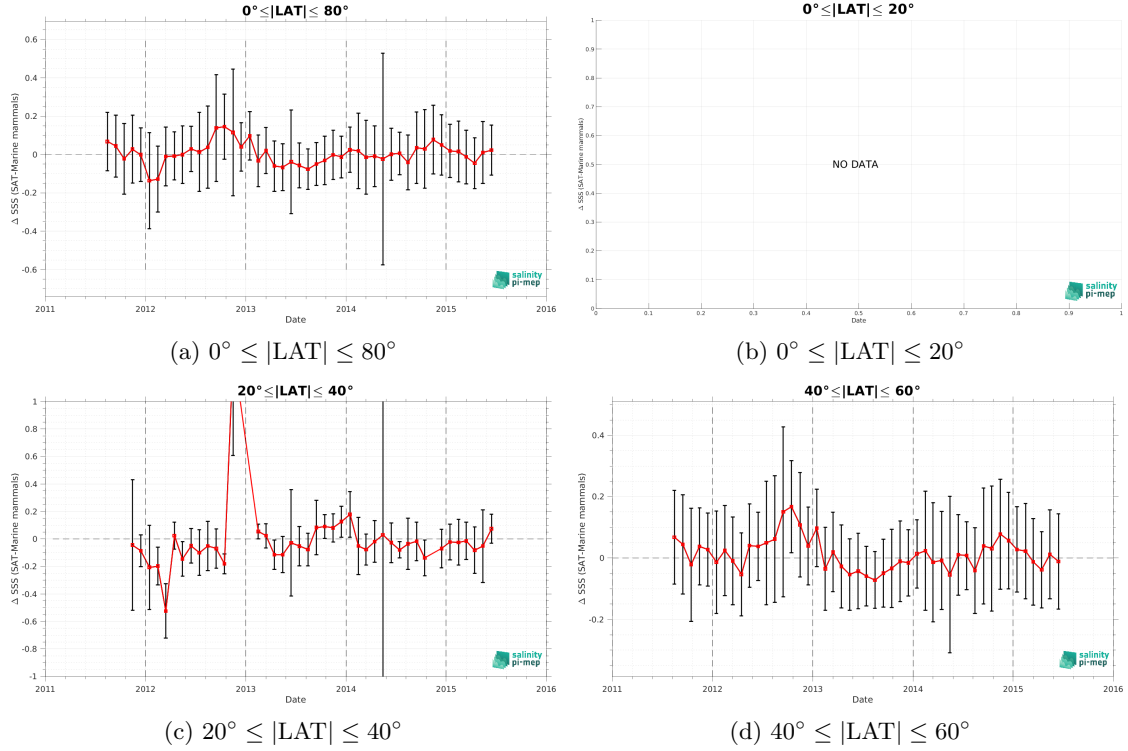 0°≤|LAT|≤ 80°
Δ SSS (SAT-Marine mammals)
0.6
0.4
0.2
0
-0.2
-0.4
-0.6
2011
2012
2013
2014
2015
2016
Date
salinity
pi-mep
(a) 0° ≤ |LAT| ≤ 80°
0°≤|LAT|≤ 20°
Δ SSS (SAT-Marine mammals)
1
0.9
0.8
0.7
0.6
0.5
0.4
0.3
0.2
0.1
0
NO DATA
0
0.1
0.2
0.3
0.4
0.5
0.6
0.7
0.8
0.9
1
Date
salinity
pi-mep
(b) 0° ≤ |LAT| ≤ 20°
20°≤|LAT|≤ 40°
Δ SSS (SAT-Marine mammals)
1
0.8
0.6
0.4
0.2
0
-0.2
-0.4
-0.6
-0.8
-1
2011
2012
2013
2014
2015
2016
Date
salinity
pi-mep
(c) 20° ≤ |LAT| ≤ 40°
40°≤|LAT|≤ 60°
Δ SSS (SAT-Marine mammals)
0.4
0.2
0
-0.2
2011
2012
2013
2014
2015
2016
Date
salinity
pi-mep
(d) 40° ≤ |LAT| ≤ 60°